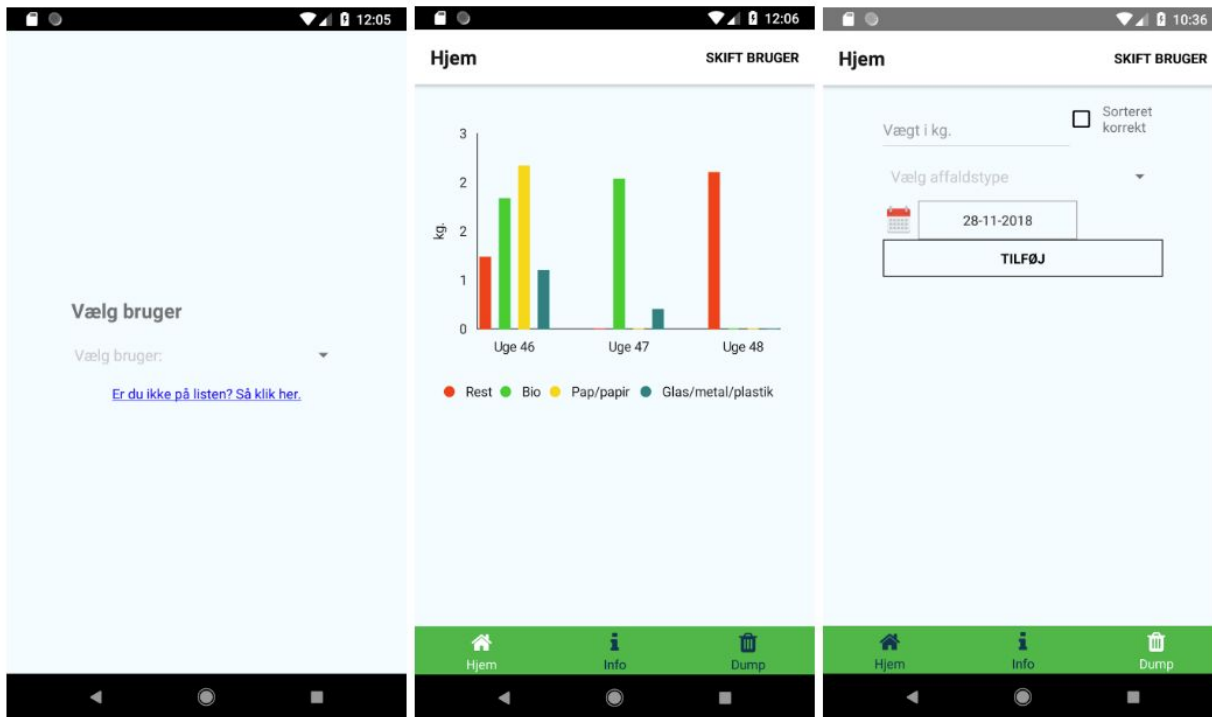 12:05
Vælg bruger
Vælg bruger:
Er du ikke på listen? Så klik her.
12:06
Hjem
SKIFT BRUGER
3
2
2
1
0
kg.
Uge 46
Uge 47
Uge 48
Rest
Bio
Pap/papir
Glas/metal/plastik
Hjem
Info
Dump
10:36
Hjem
SKIFT BRUGER
Vægt i kg.
Sorteret
korrekt
Vælg affaldstype
28-11-2018
TILFØJ
Hjem
Info
Dump